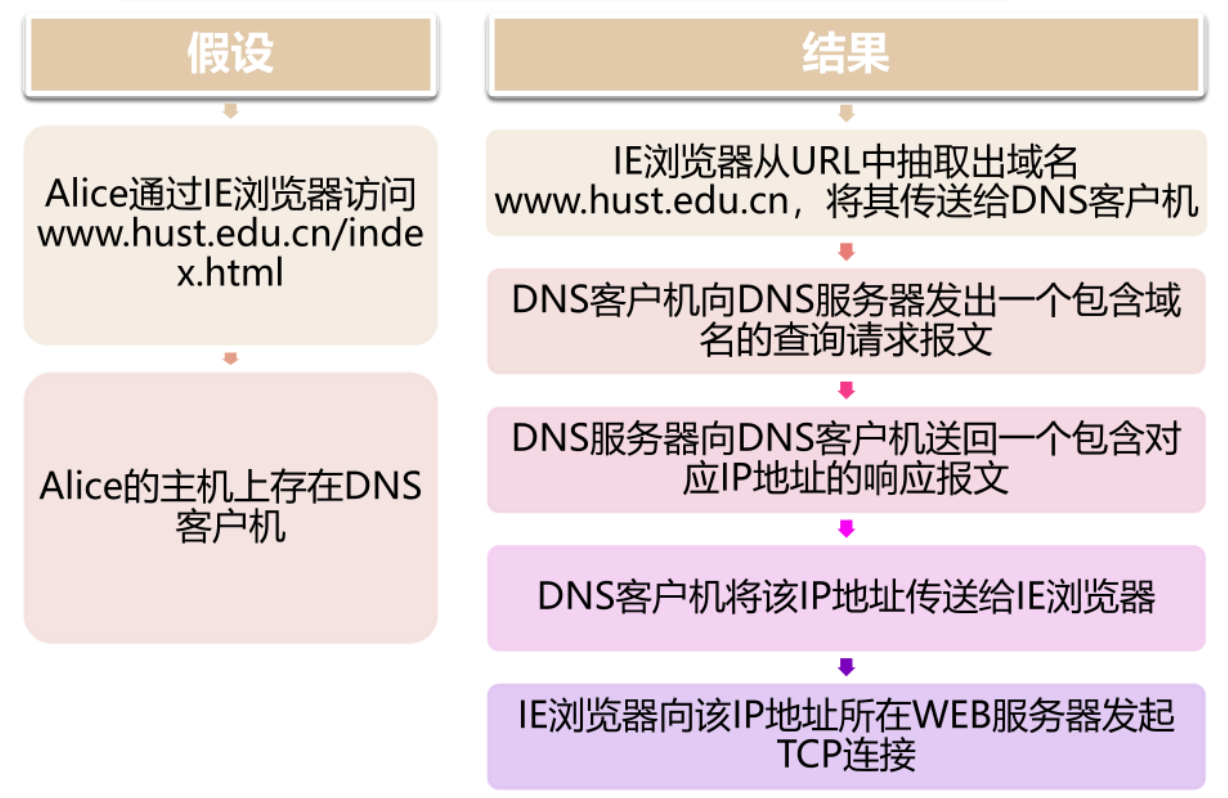 假设
Alice通过IE浏览器访问
www.hust.edu.cn/inde
x.html
Alice的主机上存在DNS
客户机
结果
IE浏览器从URL中抽取出域名
www.hust.edu.cn，将其传送给DNS客户机
DNS客户机向DNS服务器发出一个包含域
名的查询请求报文
DNS服务器向DNS客户机送回一个包含对
应IP地址的响应报文
DNS客户机将该IP地址传送给IE浏览器
IE浏览器向该IP地址所在WEB服务器发起
TCP连接